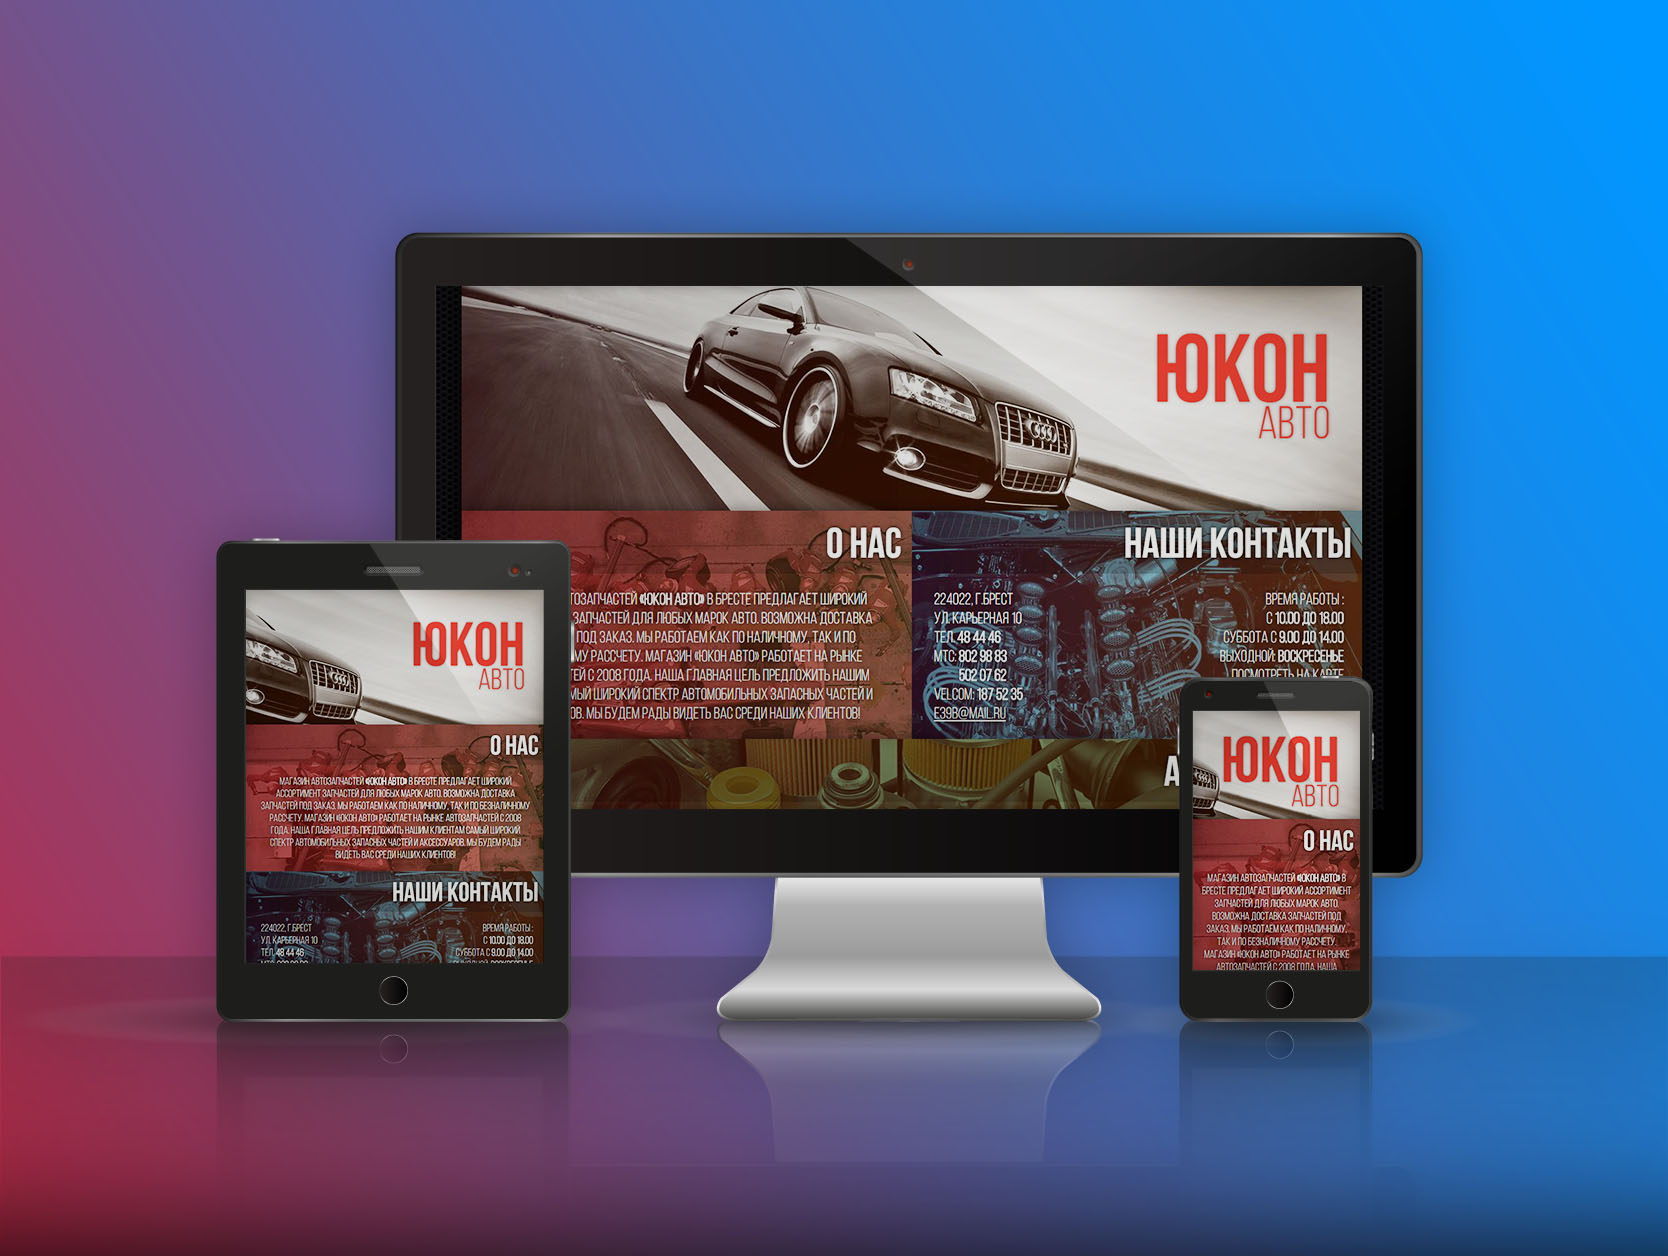 ЮКОН
АВТО
О НАС
ТОЗАПЧАСТЕЙ «ЮКОН АВТО» В БРЕСТЕ ПРЕДЛАГАЕТ ШИРОКИЙ
ЗАПЧАСТЕЙ ДЛЯ ЛЮБЫХ МАРОК АВТО. ВОЗМОЖНА ДОСТАВКА
ПОД ЗАКАЗ. МЫ РАБОТАЕМ КАК ПО НАЛИЧНОМУ, ТАК И ПО
МУ РАССЧЕТУ. МАГАЗИН «ЮКОН АВТО» РАБОТАЕТ НА РЫНКЕ
ТЕЙ С 2008 ГОДА. НАША ГЛАВНАЯ ЦЕЛЬ ПРЕДЛОЖИТЬ НАШИМ
МЫЙ ШИРОКИЙ СПЕКТР АВТОМОБИЛЬНЫХ ЗАПАСНЫХ ЧАСТЕЙ И
ОВ. МЫ БУДЕМ РАДЫ ВИДЕТЬ ВАС СРЕДИ НАШИХ КЛИЕНТОВ!
НАШИ КОНТАКТЫ
224022, Г.БРЕСТ
УЛ. КАРЬЕРНАЯ 10
ТЕЛ. 48 44 46
МТС: 802 98 83
502 07 62
VELCOM: 187 52 35
E39B@MAIL.RU
ВРЕМЯ РАБОТЫ :
С 10.00 ДО 18.00
СУББОТА С 9.00 ДО 14.00
ВЫХОДНОЙ: ВОСКРЕСЕНЬЕ
ПОСМОТРЕТЬ НА КАРТЕ
А
ЮКОН
АВТО
О НАС
МАГАЗИН АВТОЗАПЧАСТЕЙ «ЮКОН АВТО» В БРЕСТЕ ПРЕДЛАГАЕТ ШИРОКИЙ
АССОРТИМЕНТ ЗАПЧАСТЕЙ ДЛЯ ЛЮБЫХ МАРОК АВТО. ВОЗМОЖНА ДОСТАВКА
ЗАПЧАСТЕЙ ПОД ЗАКАЗ. МЫ РАБОТАЕМ КАК ПО НАЛИЧНОМУ, ТАК И ПО БЕЗНАЛИЧНОМУ
РАССЧЕТУ. МАГАЗИН «ЮКОН АВТО» РАБОТАЕТ НА РЫНКЕ АВТОЗАПЧАСТЕЙ С 2008
ГОДА. НАША ГЛАВНАЯ ЦЕЛЬ ПРЕДЛОЖИТЬ НАШИМ КЛИЕНТАМ САМЫЙ ШИРОКИЙ
СПЕКТР АВТОМОБИЛЬНЫХ ЗАПАСНЫХ ЧАСТЕЙ И АКСЕССУАРОВ. МЫ БУДЕМ РАДЫ
ВИДЕТЬ ВАС СРЕДИ НАШИХ КЛИЕНТОВ!
НАШИ КОНТАКТЫ
224022, Г.БРЕСТ
УЛ. КАРЬЕРНАЯ 10
ТЕЛ. 48 44 46
МТС: 802 98 83
ВРЕМЯ РАБОТЫ :
С 10.00 ДО 18.00
СУББОТА С 9.00 ДО 14.00
ВЫХОДНОЙ: ВОСКРЕСЕНЬЕ
ЮКОН
АВТО
О НАС
МАГАЗИН АВТОЗАПЧАСТЕЙ «ЮКОН АВТО» В
БРЕСТЕ ПРЕДЛАГАЕТ ШИРОКИЙ АССОРТИМЕНТ
ЗАПЧАСТЕЙ ДЛЯ ЛЮБЫХ МАРОК АВТО.
ВОЗМОЖНА ДОСТАВКА ЗАПЧАСТЕЙ ПОД
ЗАКАЗ. МЫ РАБОТАЕМ КАК ПО НАЛИЧНОМУ,
ТАК И ПО БЕЗНАЛИЧНОМУ РАССЧЕТУ.
МАГАЗИН «ЮКОН АВТО» РАБОТАЕТ НА РЫНКЕ
АВТОЗАПЧАСТЕЙ С 2008 ГОДА. НАША